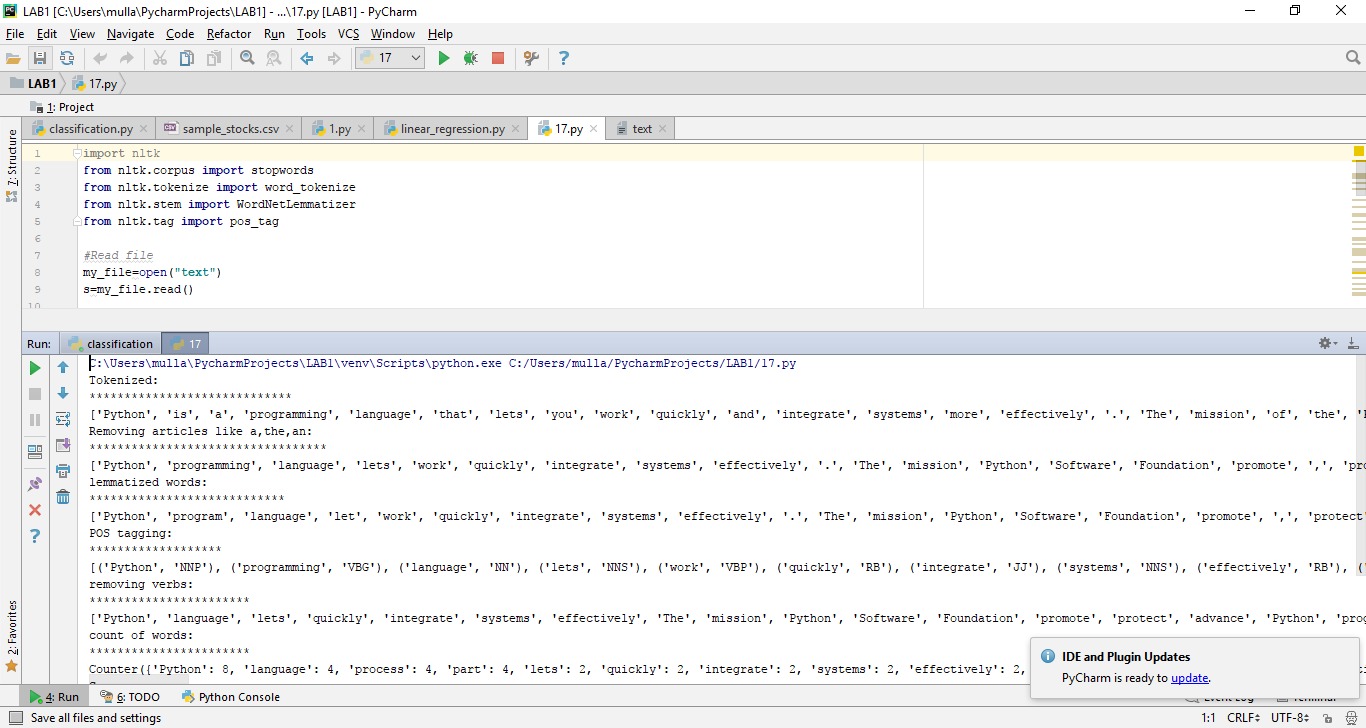 LAB1 [C:\Users\mulla\PycharmProjects\LAB1] - ...\17.py [LAB1] - PyCharm
File Edit View Navigate Code Refactor Run Tools VCS Window Help
17
LAB1 17.py
1: Project
classification.py sample_stocks.csv 1.py linear_regression.py 17.py text
7: Structure
1 import nltk
2 from nltk.corpus import stopwords
3 from nltk.tokenize import word_tokenize
4 from nltk.stem import WordNetLemmatizer
5 from nltk.tag import pos_tag
6
7 #Read file
8 my_file=open("text")
9 s=my_file.read()
10
Run: classification 17
C:\Users\mulla\PycharmProjects\LAB1\venv\Scripts\python.exe C:/Users/mulla/PycharmProjects/LAB1/17.py
Tokenized:
*****************************
['Python', 'is', 'a', 'programming', 'language', 'that', 'lets', 'you', 'work', 'quickly', 'and', 'integrate', 'systems', 'more', 'effectively', '.', 'The', 'mission', 'of', 'the', '
Removing articles like a,the,an:
**********************************
['Python', 'programming', 'language', 'lets', 'work', 'quickly', 'integrate', 'systems', 'effectively', '.', 'The', 'mission', 'Python', 'Software', 'Foundation', 'promote', ',', 'pro
lemmatized words:
****************************
['Python', 'program', 'language', 'let', 'work', 'quickly', 'integrate', 'systems', 'effectively', '.', 'The', 'mission', 'Python', 'Software', 'Foundation', 'promote', ',', 'protect'
POS tagging:
*******************
[('Python', 'NNP'), ('programming', 'VBG'), ('language', 'NN'), ('lets', 'NNS'), ('work', 'VBP'), ('quickly', 'RB'), ('integrate', 'JJ'), ('systems', 'NNS'), ('effectively', 'RB'), (
removing verbs:
***********************
['Python', 'language', 'lets', 'quickly', 'integrate', 'systems', 'effectively', 'The', 'mission', 'Python', 'Software', 'Foundation', 'promote', 'protect', 'advance', 'Python', 'prog
count of words:
***********************
Counter({'Python': 8, 'language': 4, 'process': 4, 'part': 4, 'lets': 2, 'quickly': 2, 'integrate': 2, 'systems': 2, 'effectively': 2,
2: Favorites
IDE and Plugin Updates
PyCharm is ready to update.
4: Run 6: TODO Python Console Event Log Terminal
Save all files and settings 1:1 CRLF UTF-8